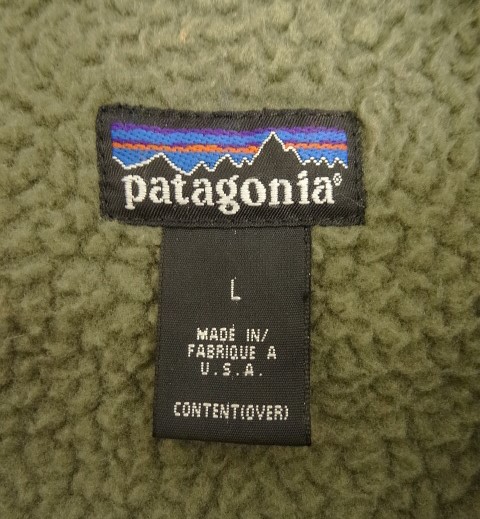 patagonia®
L
MADE IN/
FABRIQUE A
U.S.A.
CONTENT(OVER)